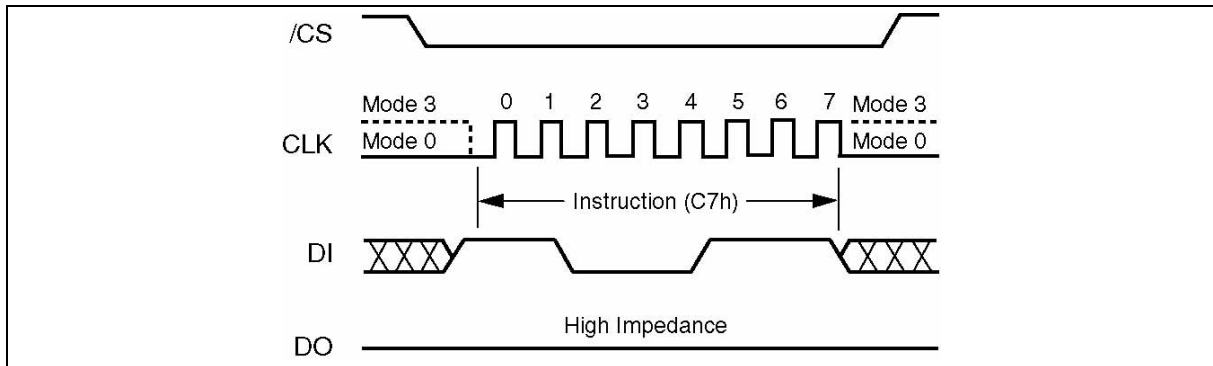 /CS
0 1 2 3 4 5 6 7
Mode 3 Mode 3
CLK Mode 0 Mode 0
Instruction (C7h)
DI
High Impedance
DO